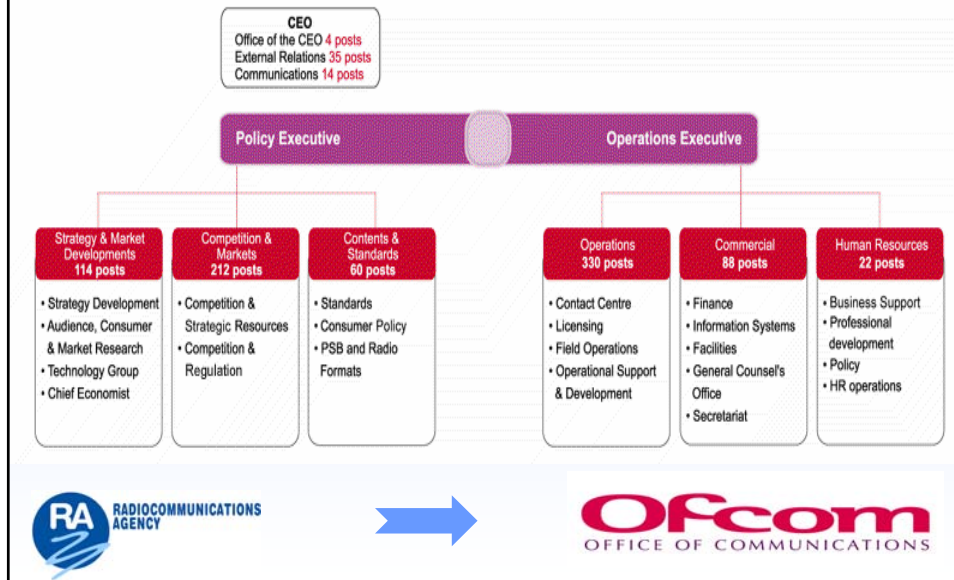 CEO
Office of the CEO 4 posts
External Relations 35 posts
Communications 14 posts
Policy Executive
Operations Executive
Strategy & Market
Developments
114 posts
• Strategy Development
• Audience, Consumer
& Market Research
• Technology Group
• Chief Economist
Competition &
Markets
212 posts
• Competition &
Strategic Resources
• Competition &
Regulation
Contents &
Standards
60 posts
• Standards
• Consumer Policy
• PSB and Radio
Formats
Operations
330 posts
• Contact Centre
• Licensing
• Field Operations
• Operational Support
& Development
Commercial
88 posts
• Finance
• Information Systems
• Facilities
• General Counsel's
Office
• Secretariat
Human Resources
22 posts
• Business Support
• Professional
development
• Policy
• HR operations
RA
RADIOCOMMUNICATIONS
AGENCY
Ofcom
OFFICE OF COMMUNICATIONS